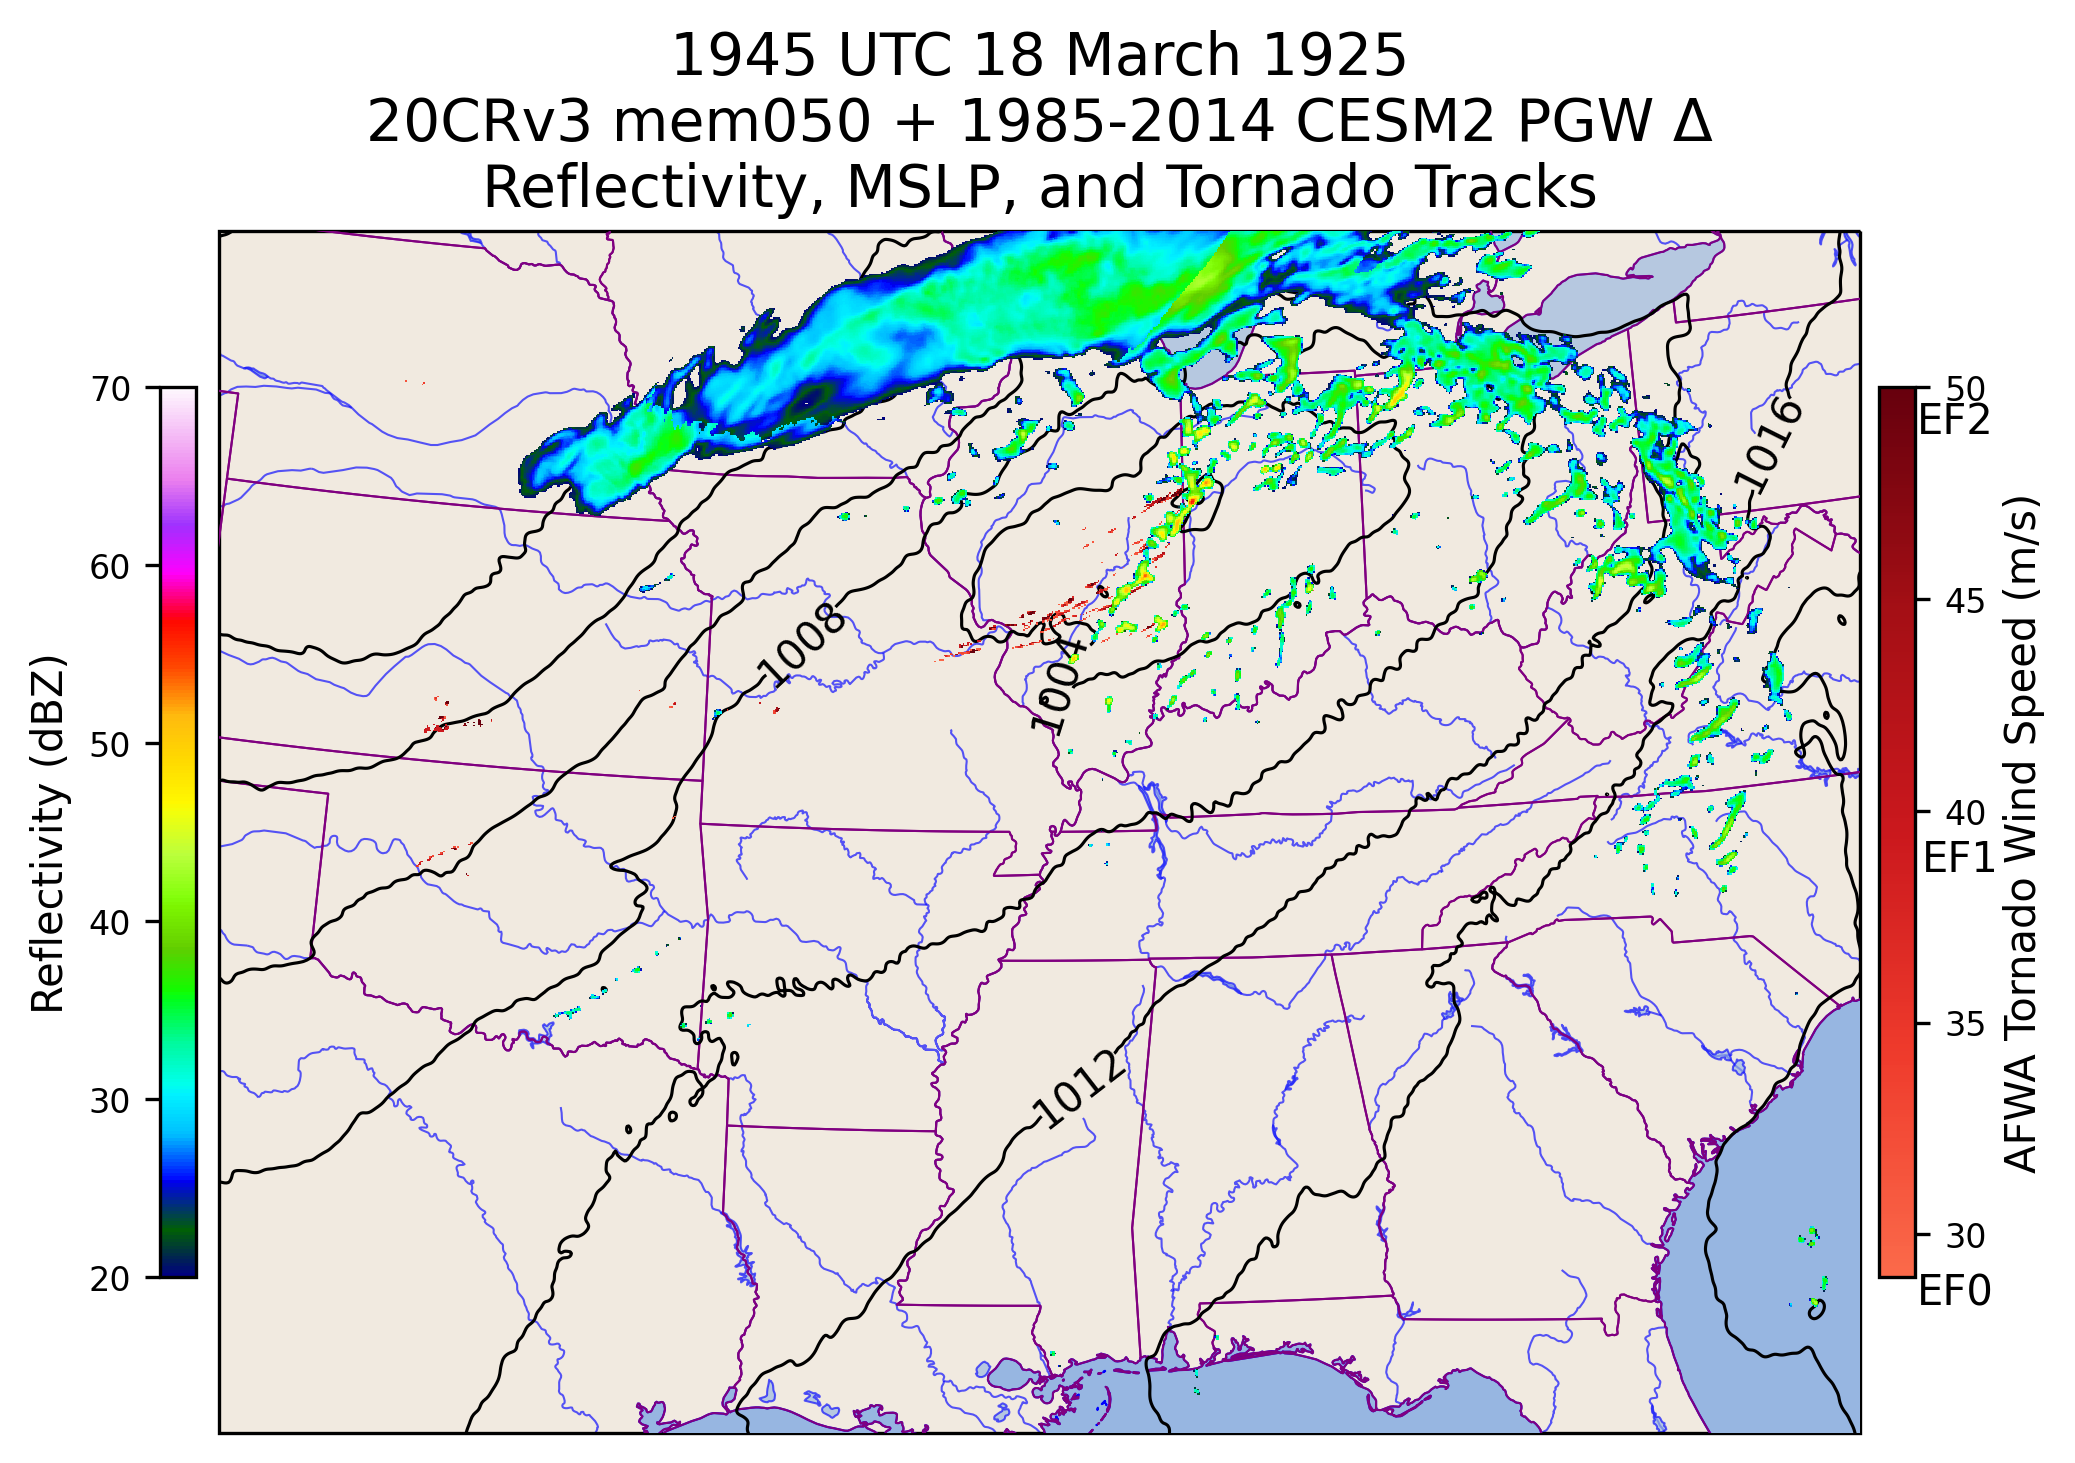 1945 UTC 18 March 1925
20CRv3 mem050 + 1985-2014 CESM2 PGW Δ
Reflectivity, MSLP, and Tornado Tracks
Reflectivity (dBZ)
70
60
50
40
30
20
1016
1008
1004
1012
50
EF2
45
40
EF1
35
30
EF0
AFWA Tornado Wind Speed (m/s)